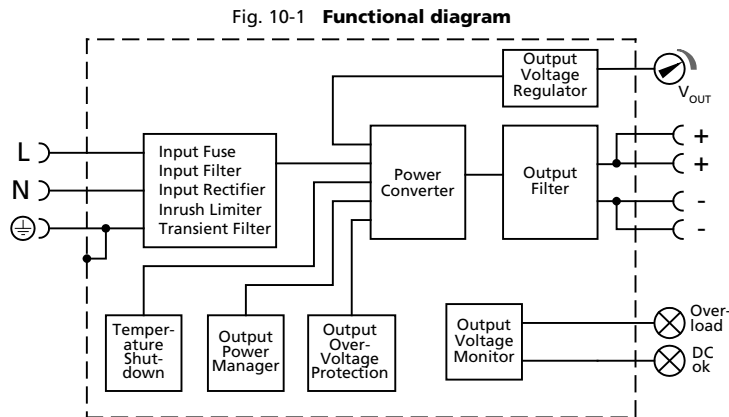 Fig. 10-1 Functional diagram
Output
Voltage
Regulator
V OUT
L
N
Input Fuse
Input Filter
Input Rectifier
Inrush Limiter
Transient Filter
Power
Converter
Output
Filter
+
+
-
-
Temper-
ature
Shut-
down
Output
Power
Manager
Output
Over-
Voltage
Protection
Output
Voltage
Monitor
Over-
load
DC
ok